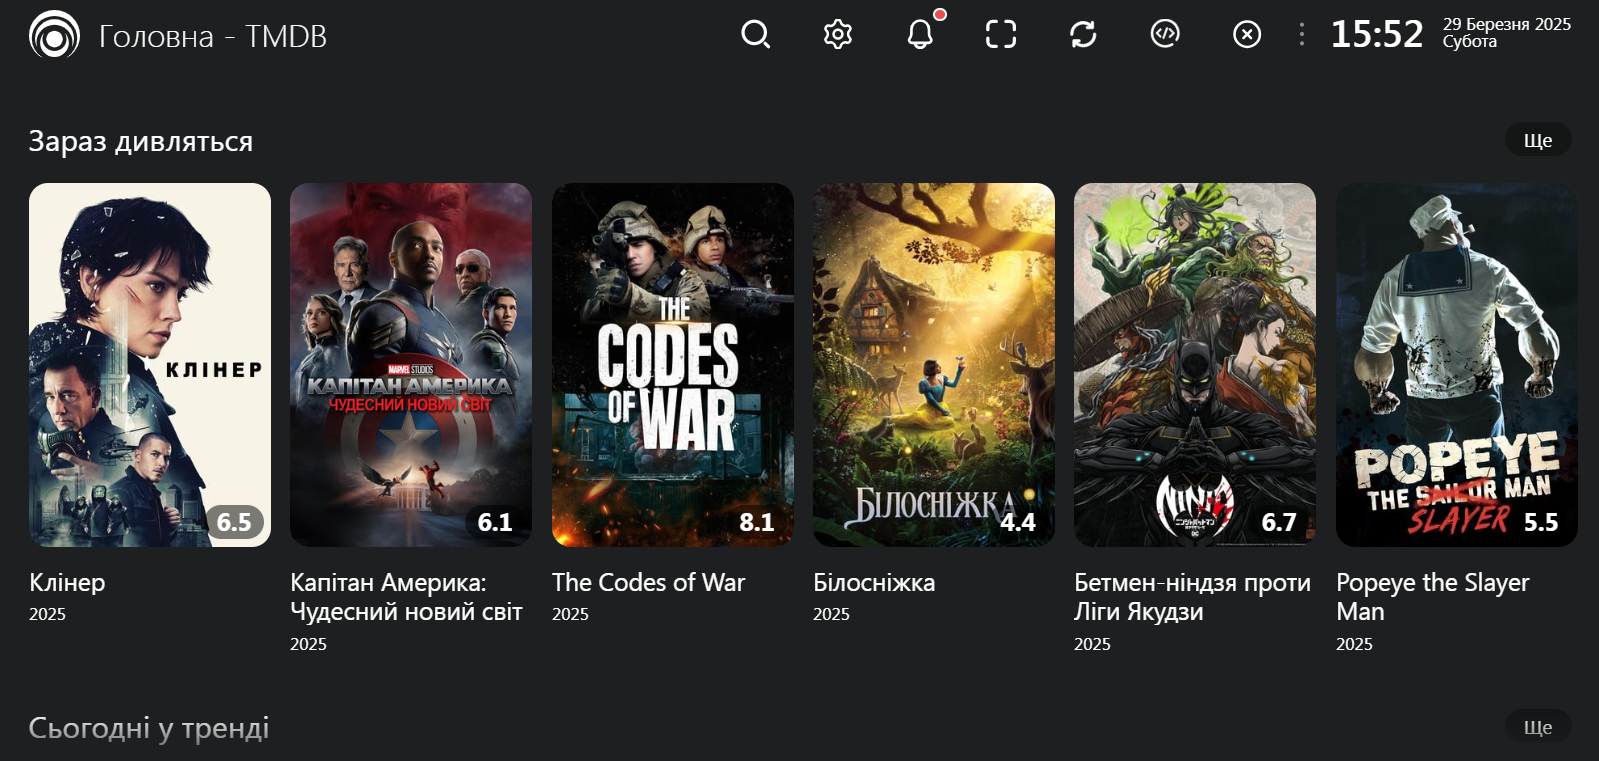 Головна - TMDB
15:52
29 Березня 2025
Субота
Зараз дивляться
Ще
КЛІНЕР
6.5
MARVEL STUDIOS
КАПІТАН АМЕРИКА
ЧУДЕСНИЙ НОВИЙ СВІТ
6.1
THE
CODES
OF WAR
8.1
БІЛОСНІЖКА
4.4
NINJA
DC
6.7
POPEYE
THE SAILOR MAN
SLAYER
5.5
Клінер
2025
Капітан Америка:
Чудесний новий світ
2025
The Codes of War
2025
Білосніжка
2025
Бетмен-ніндзя проти
Ліги Якудзи
2025
Popeye the Slayer
Man
2025
Сьогодні у тренді
Ще